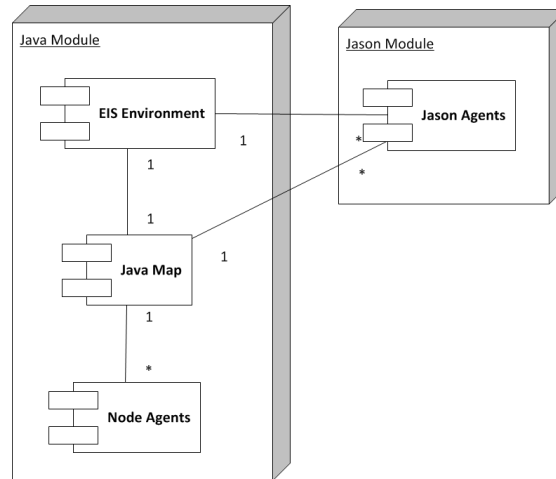 Java Module
Jason Module
EIS Environment
Jason Agents
1
*
1
*
1
1
Java Map
1
*
Node Agents